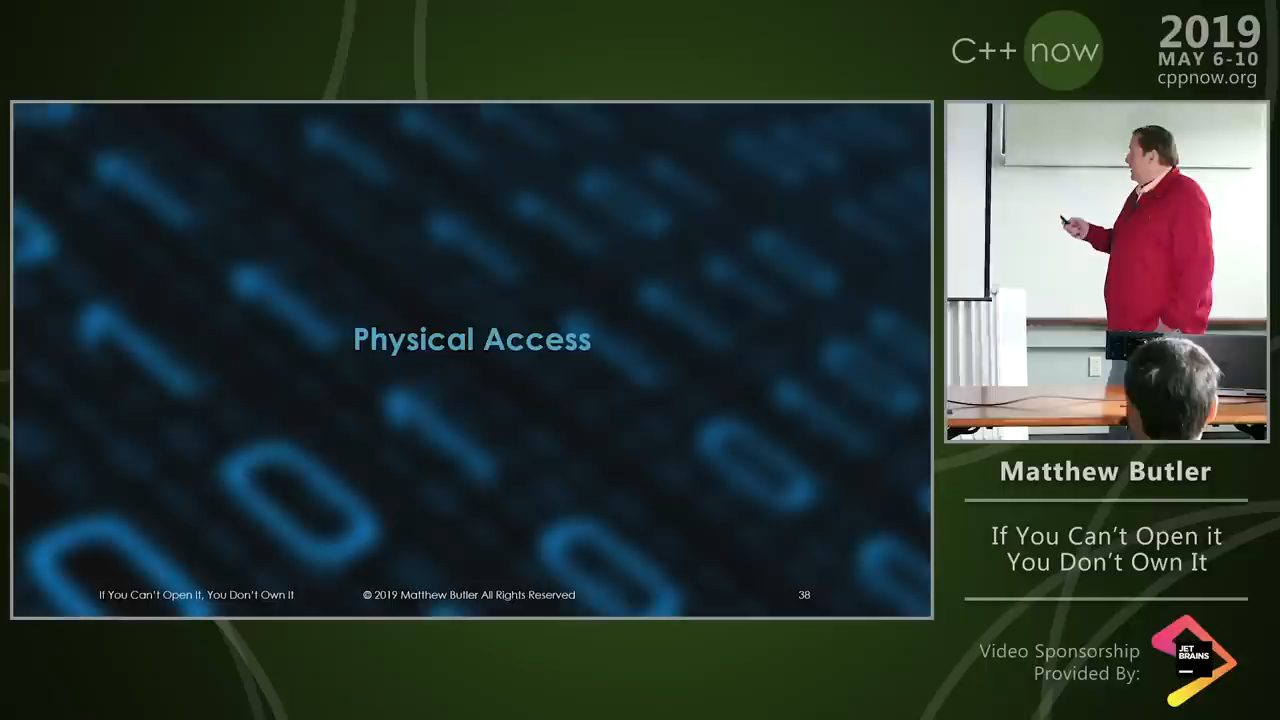 C++ now
2019
MAY 6-10
cppnow.org
Physical Access
If You Can't Open It, You Don't Own It
© 2019 Matthew Butler All Rights Reserved
38
Matthew Butler
If You Can't Open it
You Don't Own It
Video Sponsorship
Provided By:
JET
BRAINS